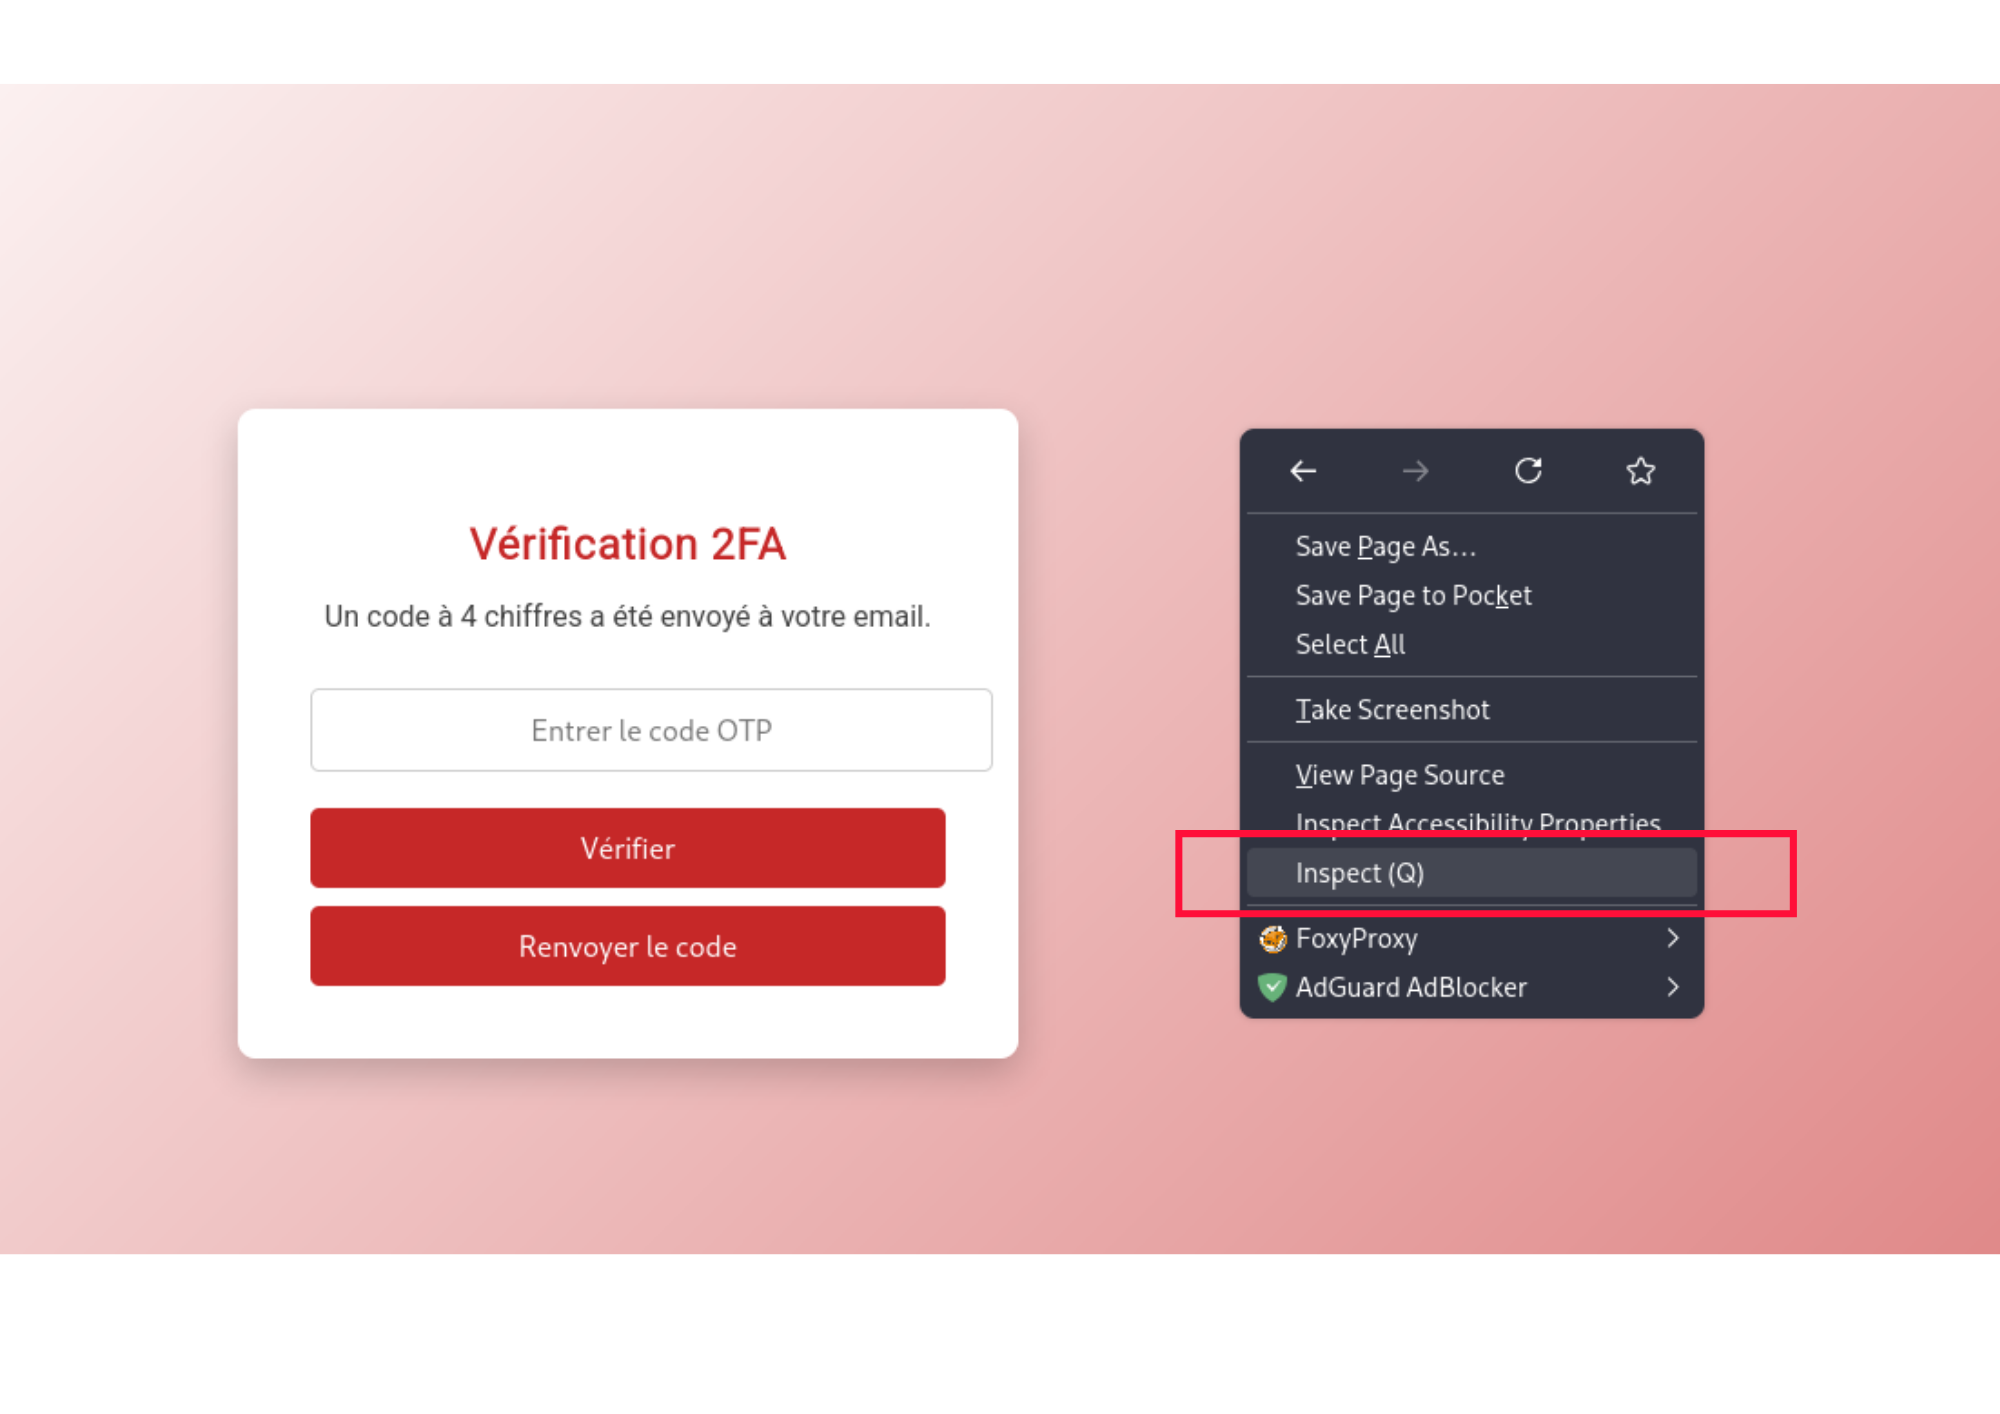 Vérification 2FA
Un code à 4 chiffres a été envoyé à votre email.
Entrer le code OTP
Vérifier
Renvoyer le code
Save Page As...
Save Page to Pocket
Select All
Take Screenshot
View Page Source
Inspect Accessibility Properties
Inspect (Q)
FoxyProxy
AdGuard AdBlocker